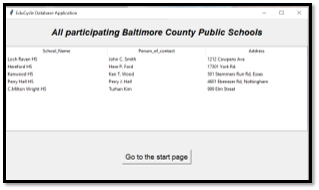 EduCycle Database Application
All participating Baltimore County Public Schools
School_Name Person_of_contact Address
Loch Raven HS John C. Smith 1212 Cowpens Ave
Hereford HS Hare P. Ford 17301 York Rd.
Kenwood HS Ken T. Wood 501 Stemmers Run Rd, Essex
Perry Hall HS Perry J. Hall 4601 Ebenezer Rd, Nottingham
C.Milton Wright HS Turhan Kim 999 Elm Street
Go to the start page